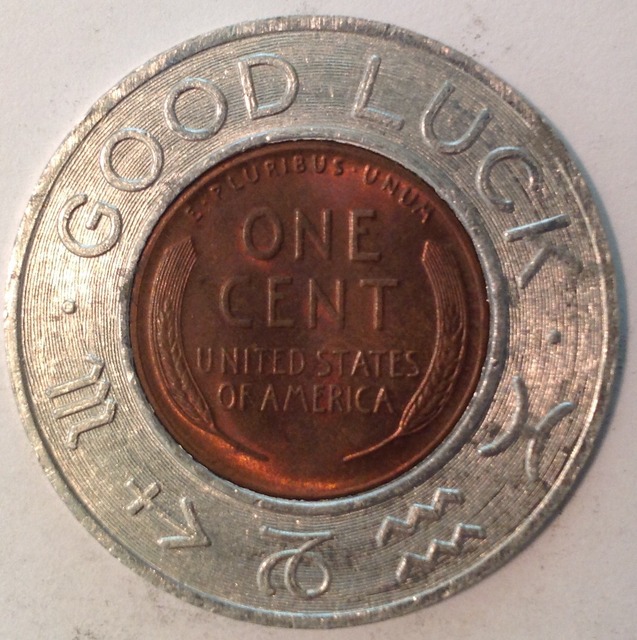 · GOOD LUCK ·
E·PLURIBUS·UNUM
ONE
CENT
UNITED STATES
OF AMERICA
♏ ♐ ♑ ♒ ♓